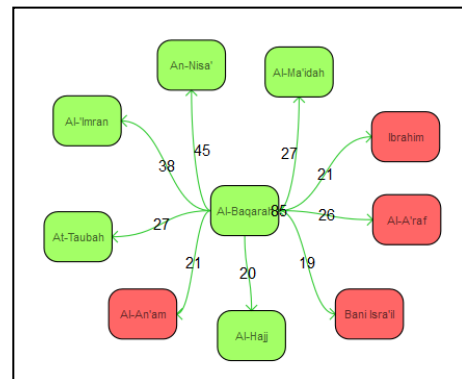 An-Nisa'
Al-Ma'idah
Al-'Imran
Ibrahim
45
27
38
21
Al-Baqarah
85
26
Al-A'raf
At-Taubah
27
21
20
19
Al-An'am
Al-Hajj
Bani Isra'il